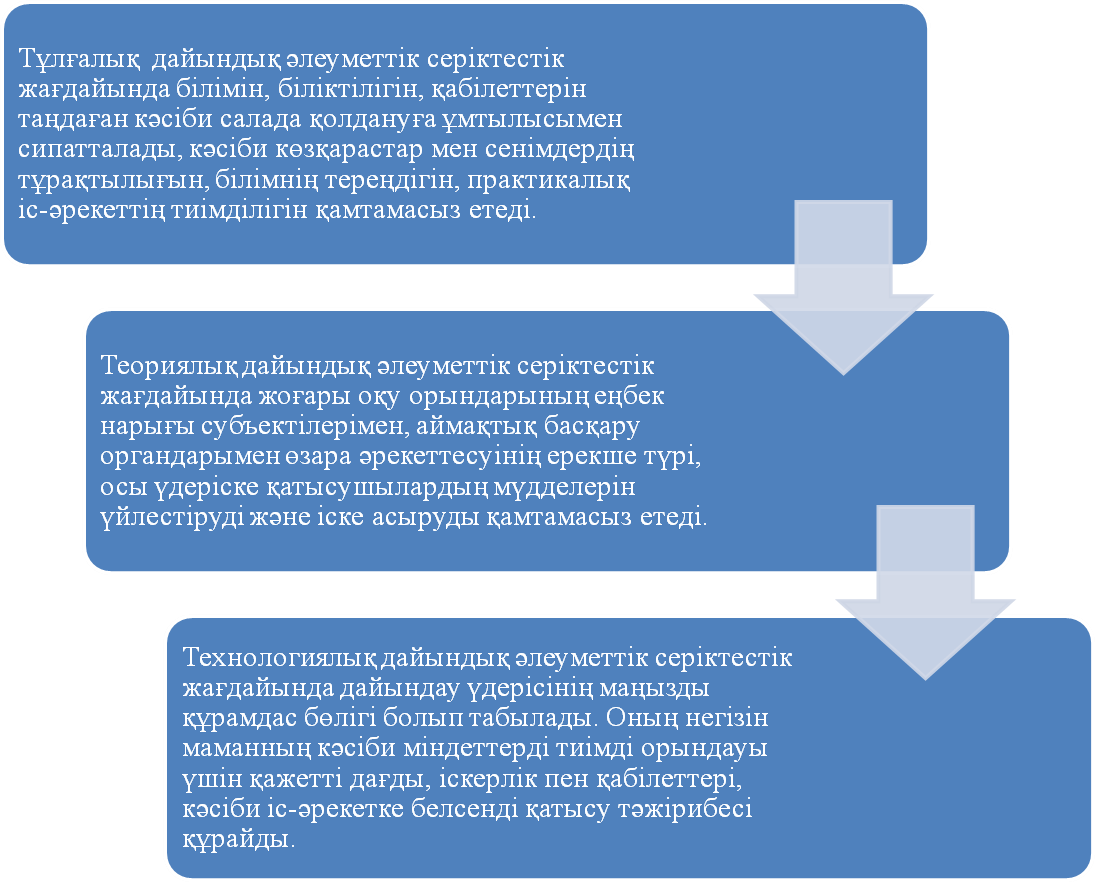 Тұлғалық дайындық әлеуметтік серіктестік
жағдайында білімін, біліктілігін, қабілеттерін
таңдаған кәсіби салада қолдануға ұмтылысымен
сипатталады, кәсіби көзқарастар мен сенімдердің
тұрақтылығын, білімнің тереңдігін, практикалық
іс-әрекеттің тиімділігін қамтамасыз етеді.
Теориялық дайындық әлеуметтік серіктестік
жағдайында жоғары оқу орындарының еңбек
нарығы субъектілерімен, аймақтық басқару
органдарымен өзара әрекеттесуінің ерекше түрі,
осы үдеріске қатысушылардың мүдделерін
үйлестіруді және іске асыруды қамтамасыз етеді.
Технологиялық дайындық әлеуметтік серіктестік
жағдайында дайындау үдерісінің маңызды
құрамдас бөлігі болып табылады. Оның негізін
маманның кәсіби міндеттерді тиімді орындауы
үшін қажетті дағды, іскерлік пен қабілеттері,
кәсіби іс-әрекетке белсенді қатысу тәжірибесі
құрайды.